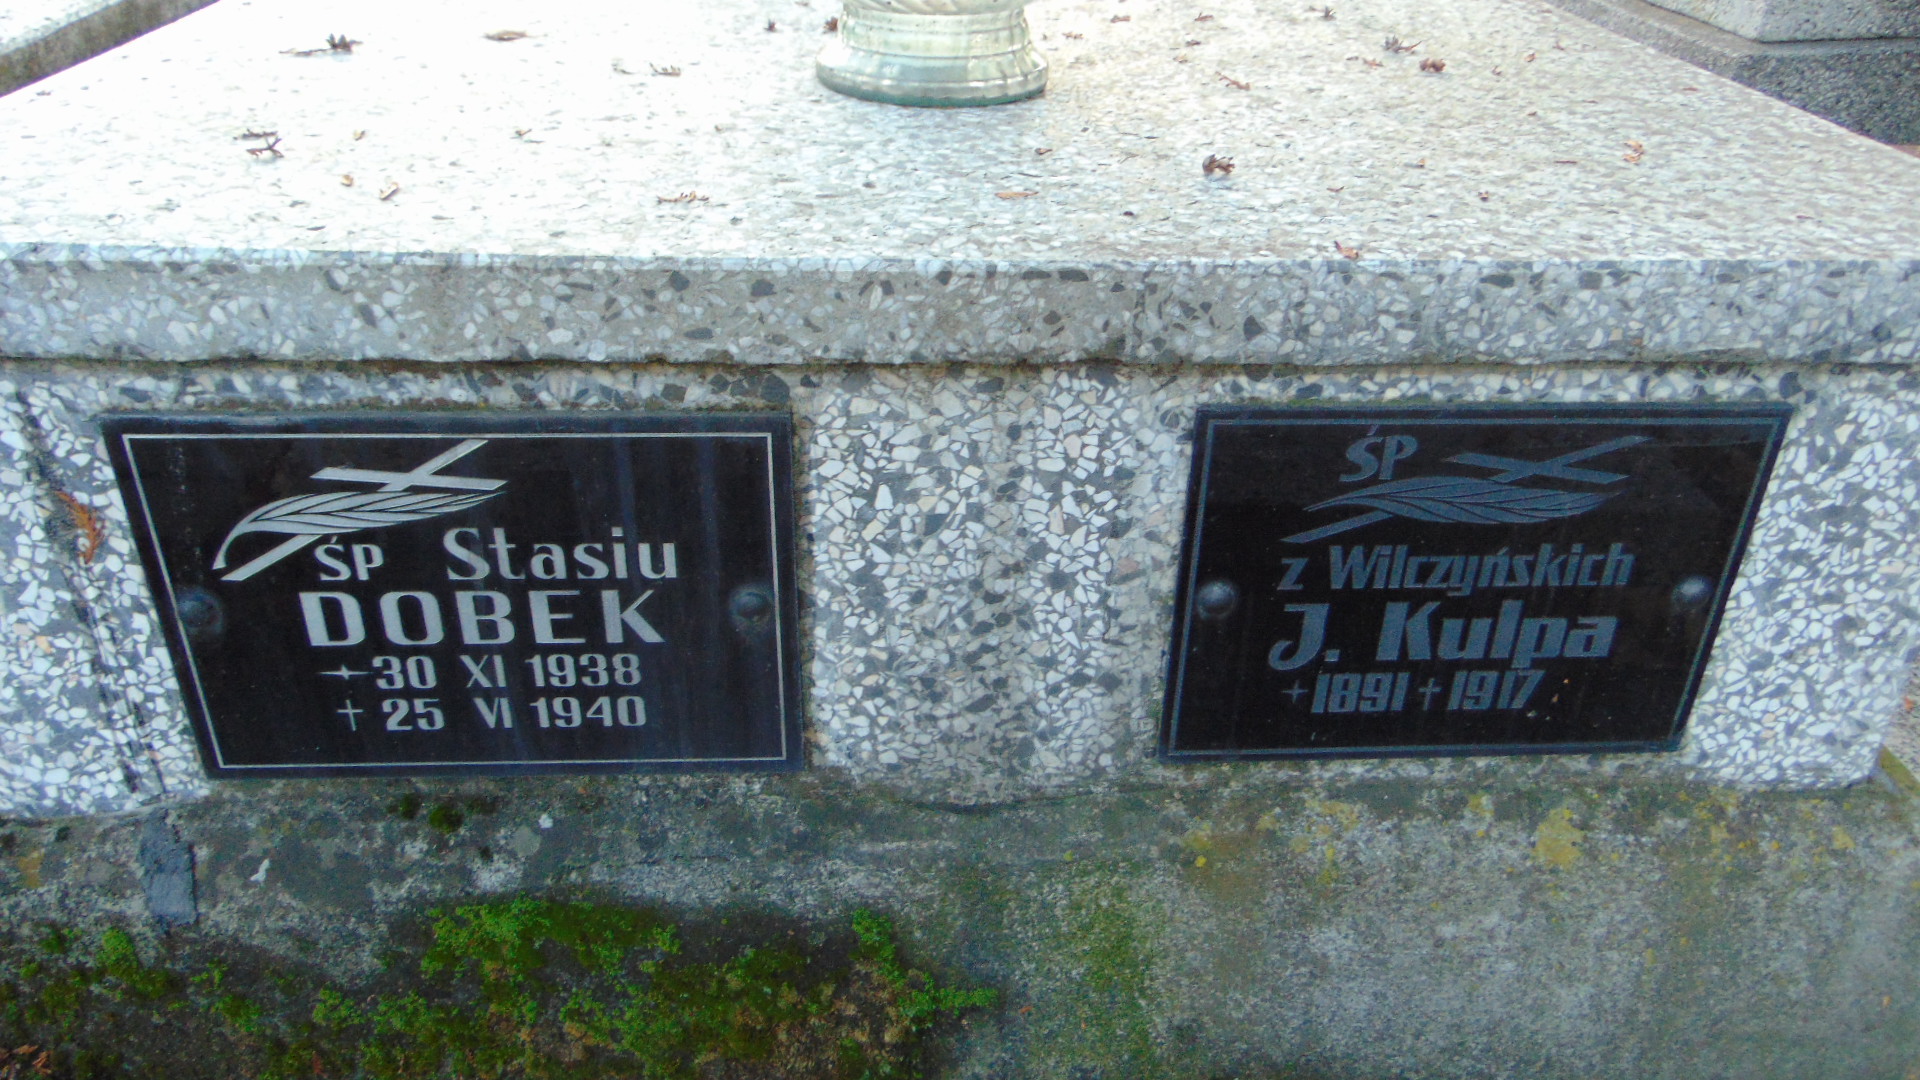 ŚP Stasiu
DOBEK
30 XI 1938
† 25 VI 1940
ŚP
z Wilczyńskich
J. Kulpa
+ 1891 † 1917